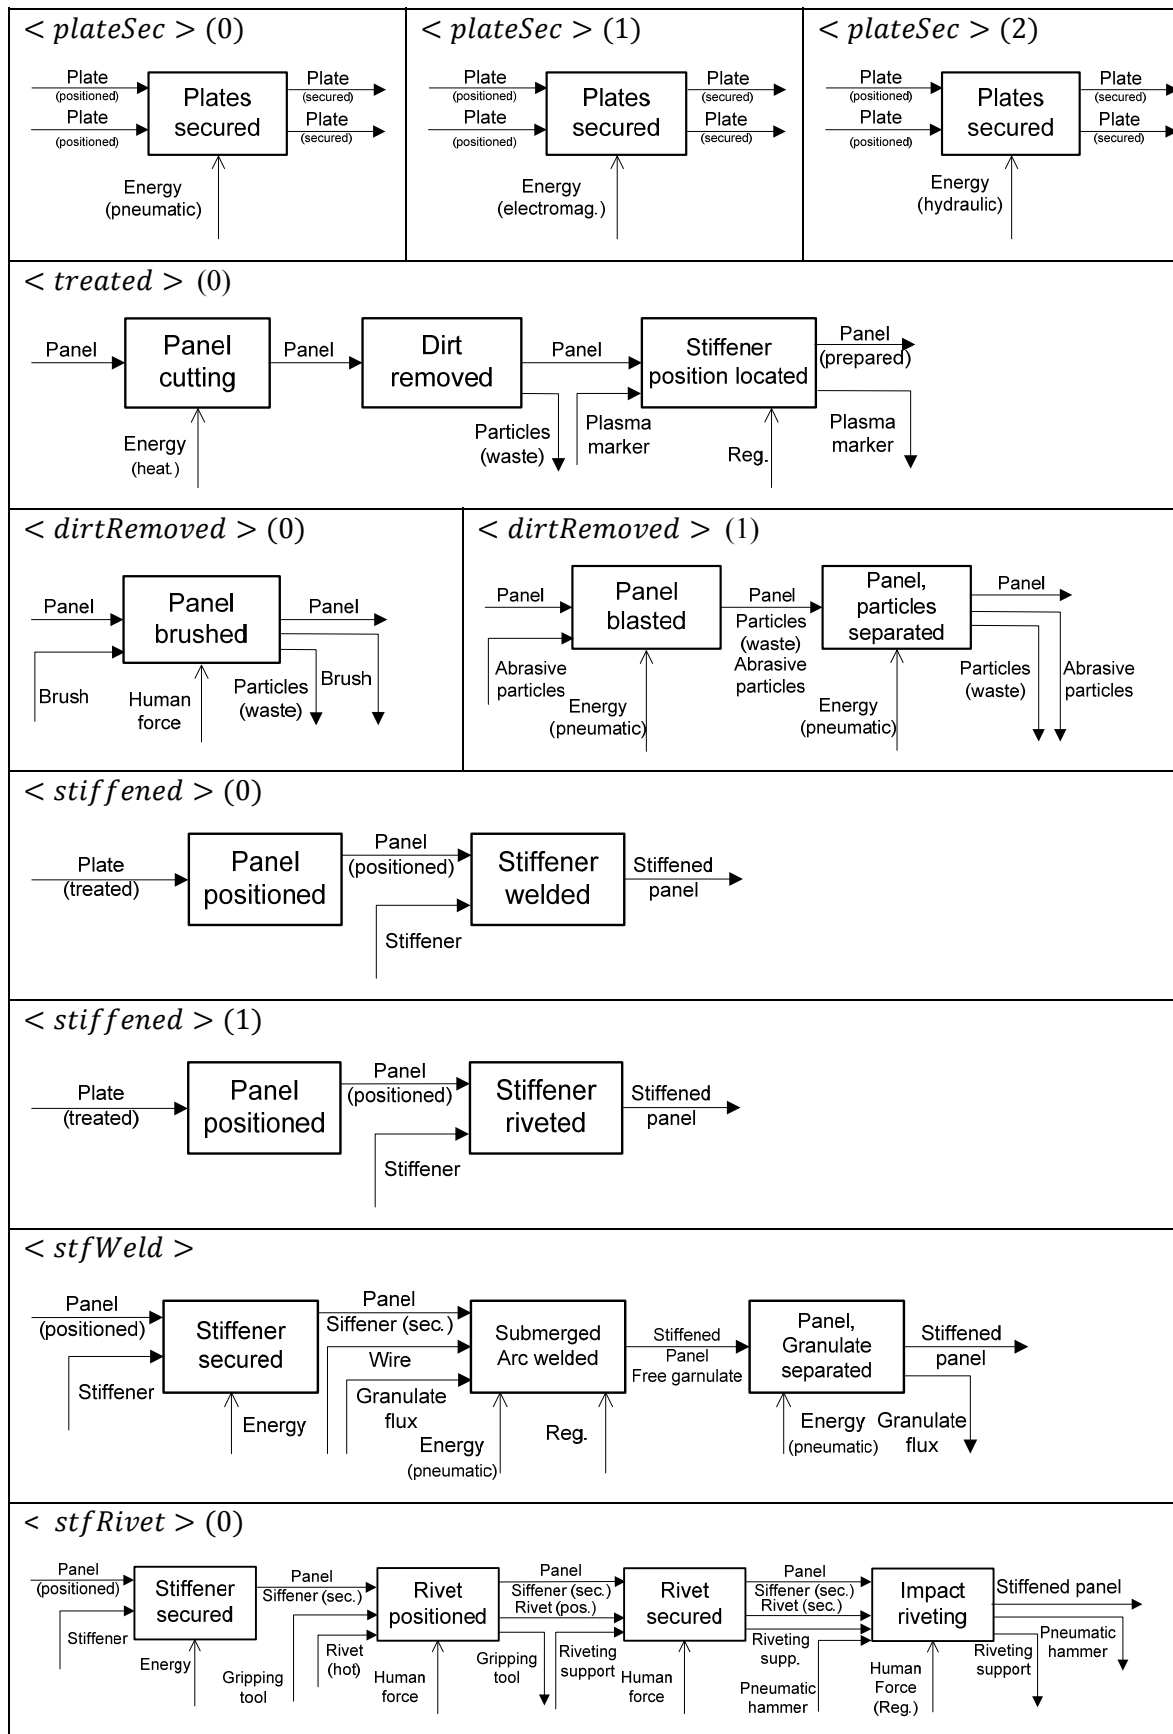 < plateSec > (0)
Plate
(positioned)
Plate
(positioned)
Plates
secured
Plate
(secured)
Plate
(secured)
Energy
(pneumatic)
< plateSec > (1)
Plate
(positioned)
Plate
(positioned)
Plates
secured
Plate
(secured)
Plate
(secured)
Energy
(electromag.)
< plateSec > (2)
Plate
(positioned)
Plate
(positioned)
Plates
secured
Plate
(secured)
Plate
(secured)
Energy
(hydraulic)
< treated > (0)
Panel
Panel
cutting
Energy
(heat.)
Panel
Dirt
removed
Particles
(waste)
Panel
Plasma
marker
Stiffener
position located
Reg.
Panel
(prepared)
Plasma
marker
< dirtRemoved > (0)
Panel
Brush
Panel
brushed
Human
force
Panel
Particles
(waste)
Brush
< dirtRemoved > (1)
Panel
Abrasive
particles
Panel
blasted
Energy
(pneumatic)
Panel
Particles
(waste)
Abrasive
particles
Panel,
particles
separated
Energy
(pneumatic)
Panel
Particles
(waste)
Abrasive
particles
< stiffened > (0)
Plate
(treated)
Panel
positioned
Panel
(positioned)
Stiffener
Stiffener
welded
Stiffened
panel
< stiffened > (1)
Plate
(treated)
Panel
positioned
Panel
(positioned)
Stiffener
Stiffener
riveted
Stiffened
panel
< stfWeld >
Panel
(positioned)
Stiffener
Stiffener
secured
Energy
Panel
Siffener (sec.)
Wire
Granulate
flux
Submerged
Arc welded
Energy
(pneumatic)
Reg.
Stiffened
Panel
Free garnulate
Panel,
Granulate
separated
Energy
(pneumatic)
Stiffened
panel
Granulate
flux
< stfRivet > (0)
Panel
(positioned)
Stiffener
Stiffener
secured
Energy
Panel
Siffener (sec.)
Gripping
tool
Rivet
(hot)
Rivet
positioned
Human
force
Panel
Siffener (sec.)
Rivet (pos.)
Gripping
tool
Riveting
support
Rivet
secured
Human
force
Panel
Siffener (sec.)
Rivet (sec.)
Riveting
supp.
Pneumatic
hammer
Impact
riveting
Human
Force
(Reg.)
Stiffened panel
Riveting
support
Pneumatic
hammer